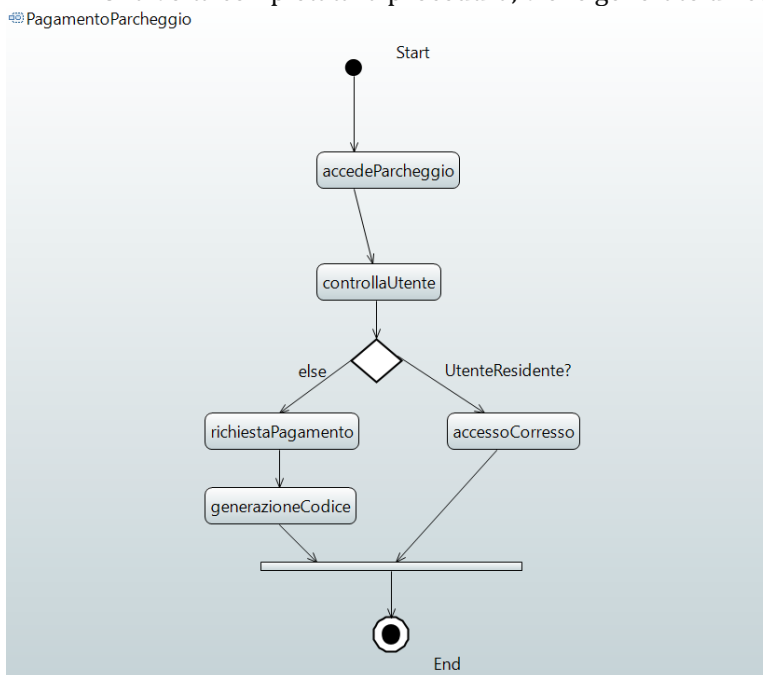 PagamentoParcheggio
Start
accedeParcheggio
controllaUtente
else
UtenteResidente?
richiestaPagamento
accessoCorresso
generazioneCodice
End